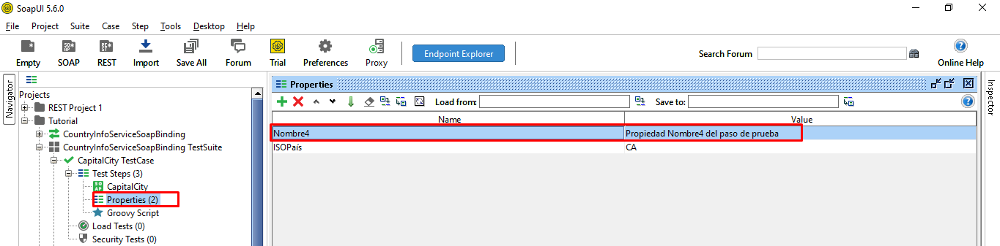 SoapUI 5.6.0
File Project Suite Case Step Tools Desktop Help
Empty SOAP REST Import Save All Forum Trial Preferences Proxy Endpoint Explorer Search Forum Online Help
Navigator
Projects
REST Project 1
Tutorial
CountryInfoServiceSoapBinding
CountryInfoServiceSoapBinding TestSuite
CapitalCity TestCase
Test Steps (3)
CapitalCity
Properties (2)
Groovy Script
Load Tests (0)
Security Tests (0)
Properties
Load from: Save to:
Name Value
Nombre4 Propiedad Nombre4 del paso de prueba
ISOPaís CA
Inspector